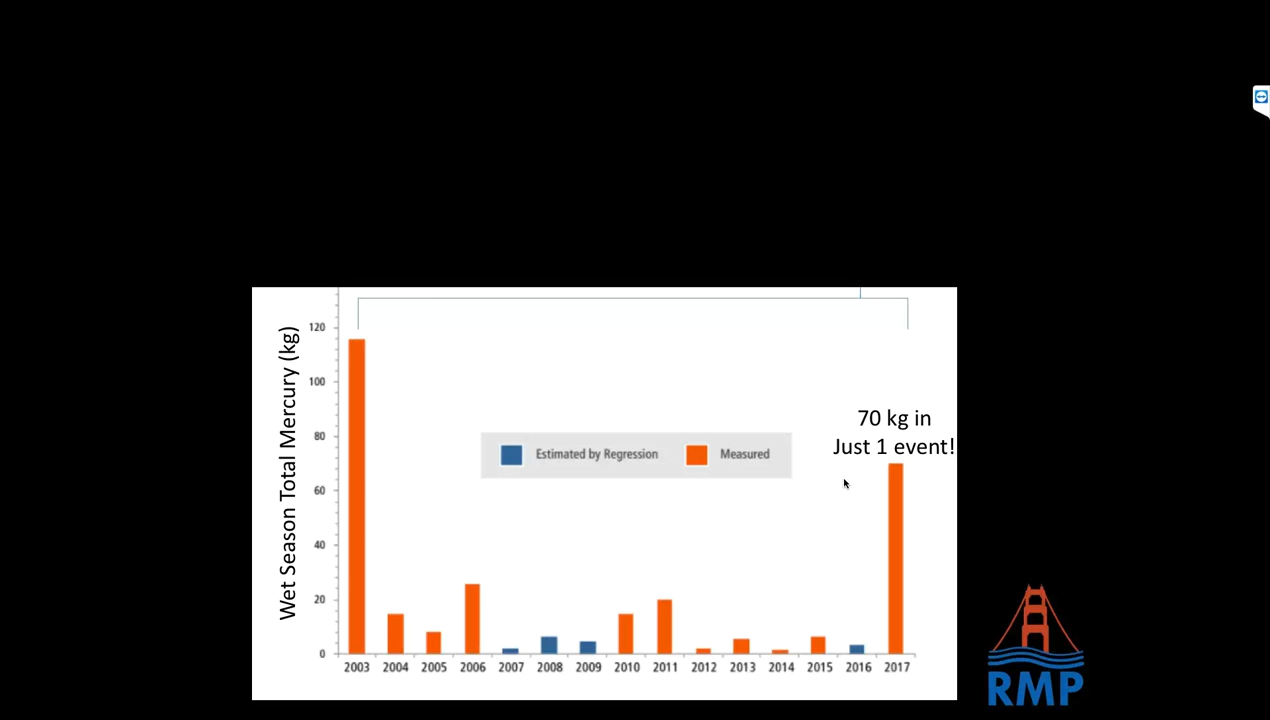 Wet Season Total Mercury (kg)
120
100
80
60
40
20
0
70 kg in
Just 1 event!
Estimated by Regression Measured
2003 2004 2005 2006 2007 2008 2009 2010 2011 2012 2013 2014 2015 2016 2017
RMP